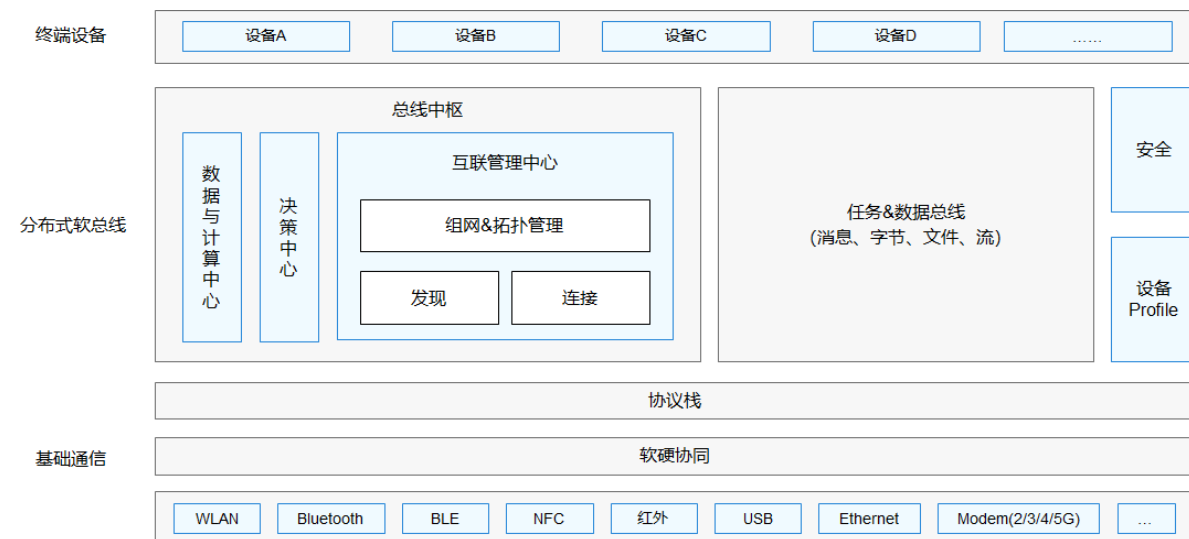 终端设备
设备A
设备B
设备C
设备D
……
分布式软总线
总线中枢
数据与计算中心
决策中心
互联管理中心
组网&拓扑管理
发现
连接
任务&数据总线
(消息、字节、文件、流)
安全
设备
Profile
基础通信
协议栈
软硬协同
WLAN
Bluetooth
BLE
NFC
红外
USB
Ethernet
Modem(2/3/4/5G)
...